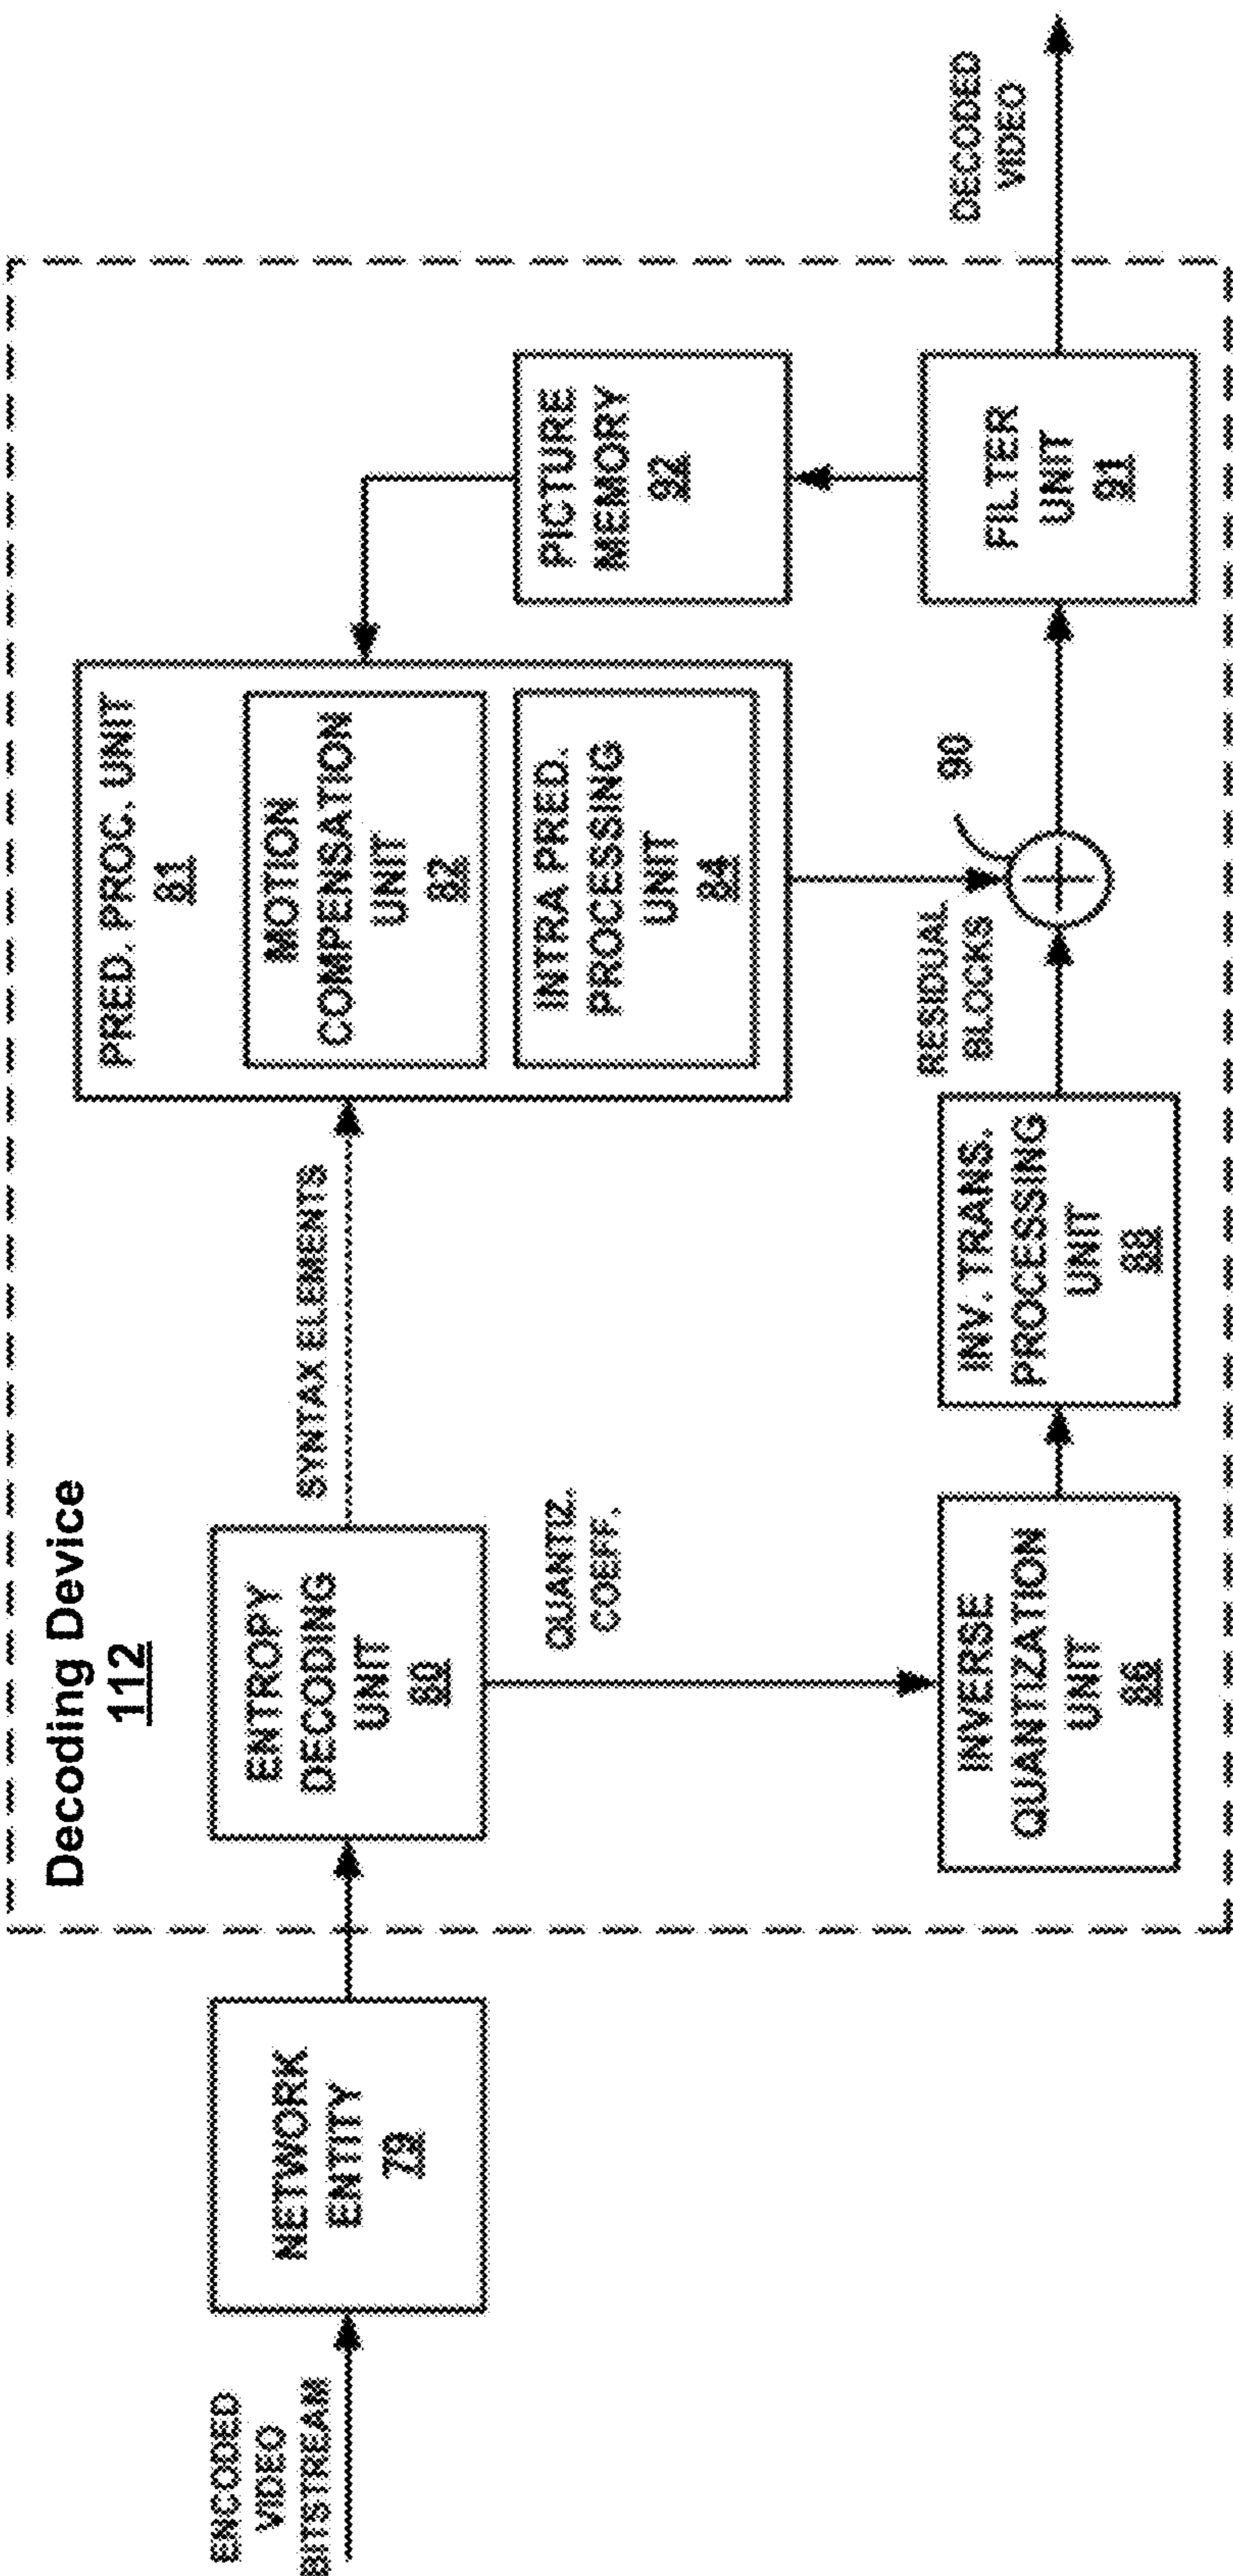 Decoding Device
112
ENCODED
VIDEO
BITSTREAM
NETWORK
ENTITY
79
ENTROPY
DECODING
UNIT
80
SYNTAX ELEMENTS
QUANTIZ.
COEFF.
PRED. PROC. UNIT
81
MOTION
COMPENSATION
UNIT
82
INTRA PRED.
PROCESSING
UNIT
84
PICTURE
MEMORY
92
INVERSE
QUANTIZATION
UNIT
86
INV. TRANS.
PROCESSING
UNIT
88
RESIDUAL
BLOCKS
90
FILTER
UNIT
91
DECODED
VIDEO